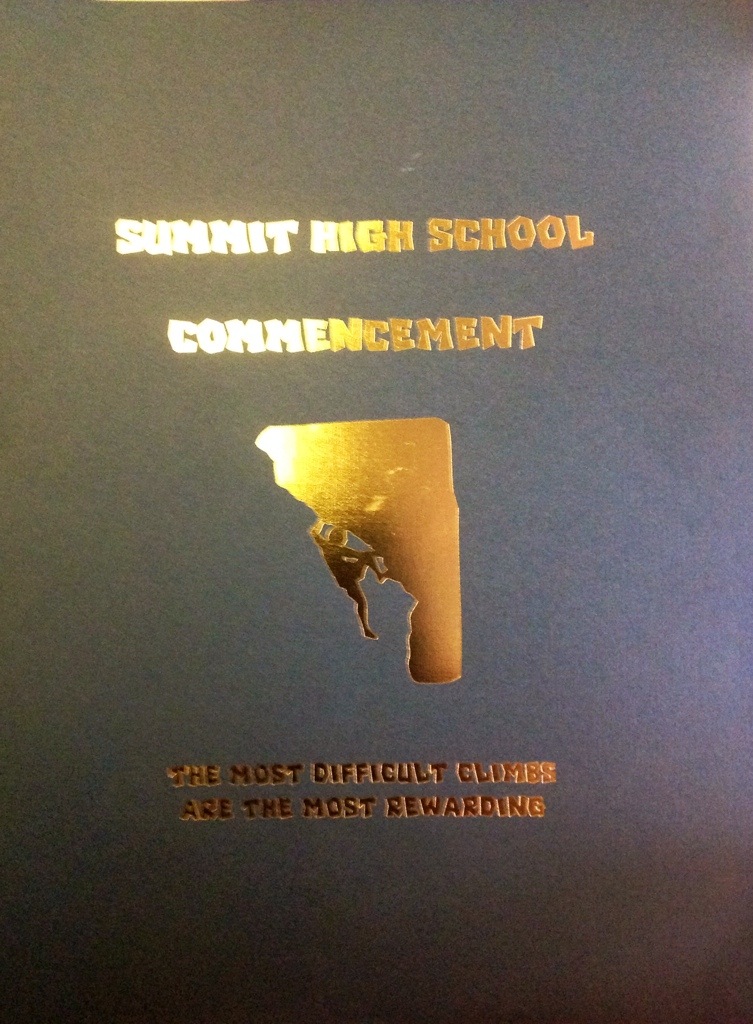 SUMMIT HIGH SCHOOL
COMMENCEMENT
THE MOST DIFFICULT CLIMBS
ARE THE MOST REWARDING